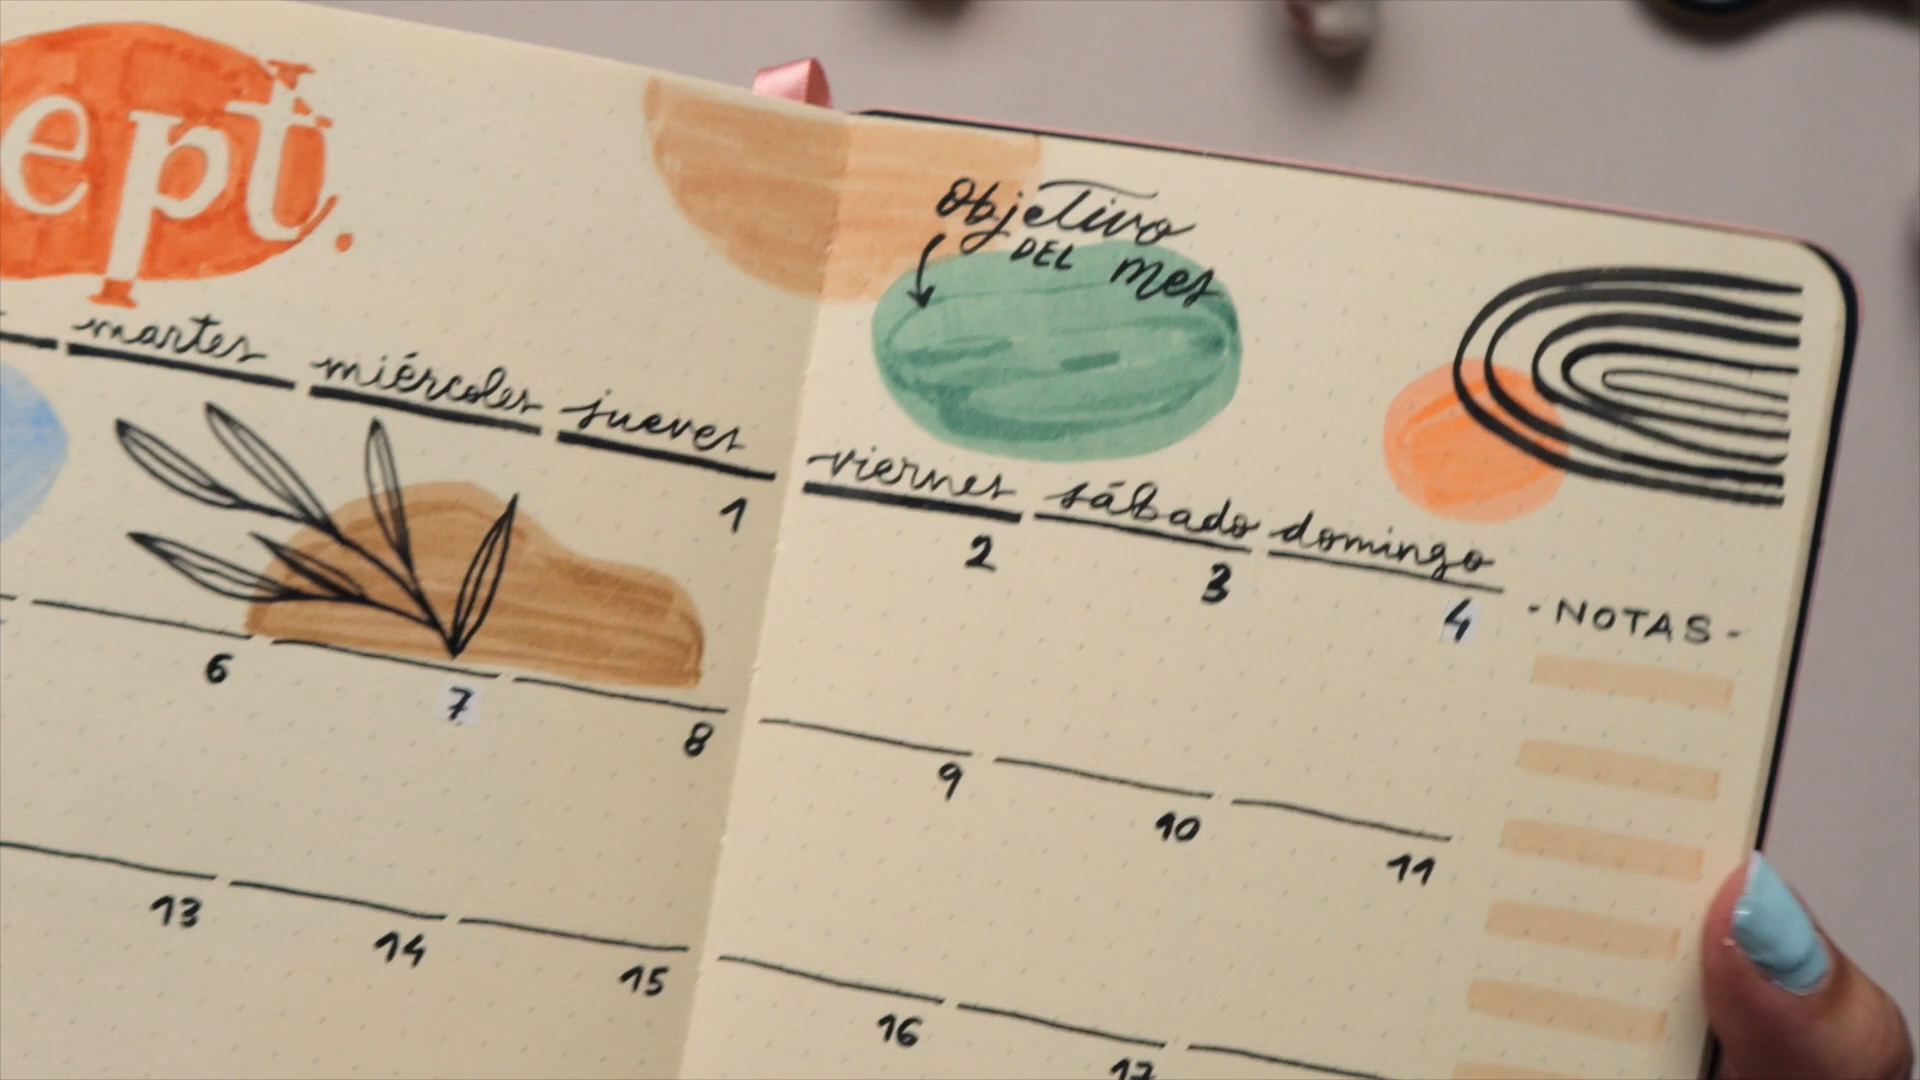 ept.
Objetivo
DEL mes
martes miércoles jueves viernes sábado domingo
1 2 3 4
- NOTAS -
6 7 8 9 10 11
13 14 15 16 17